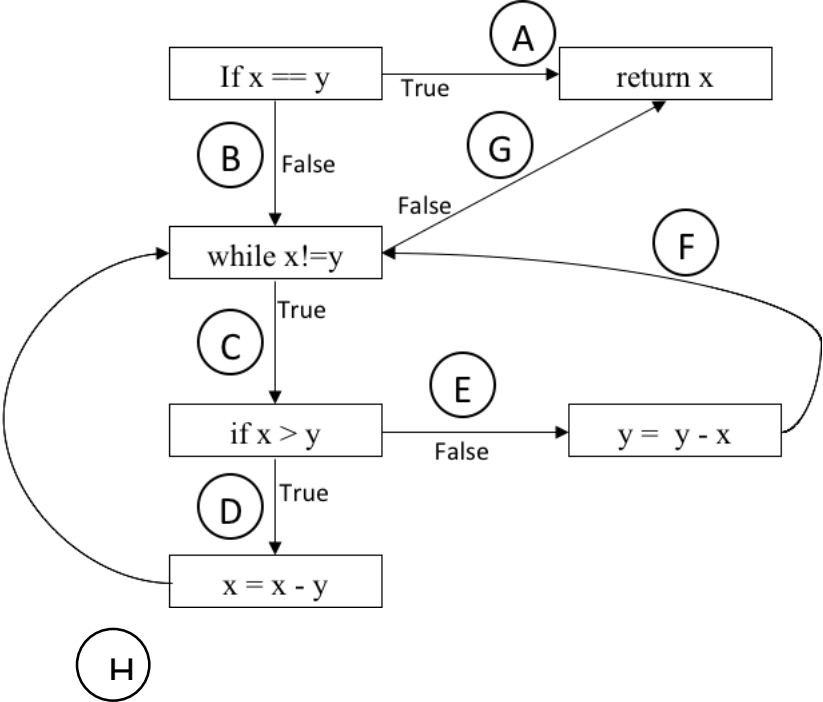 A
If x == y
True
return x
B
False
G
False
F
while x!=y
True
C
E
if x > y
False
y = y - x
D
True
x = x - y
H